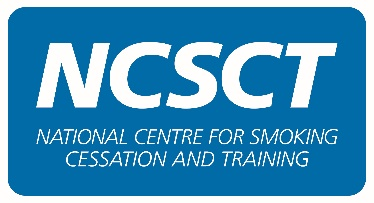 NCSCT
NATIONAL CENTRE FOR SMOKING
CESSATION AND TRAINING